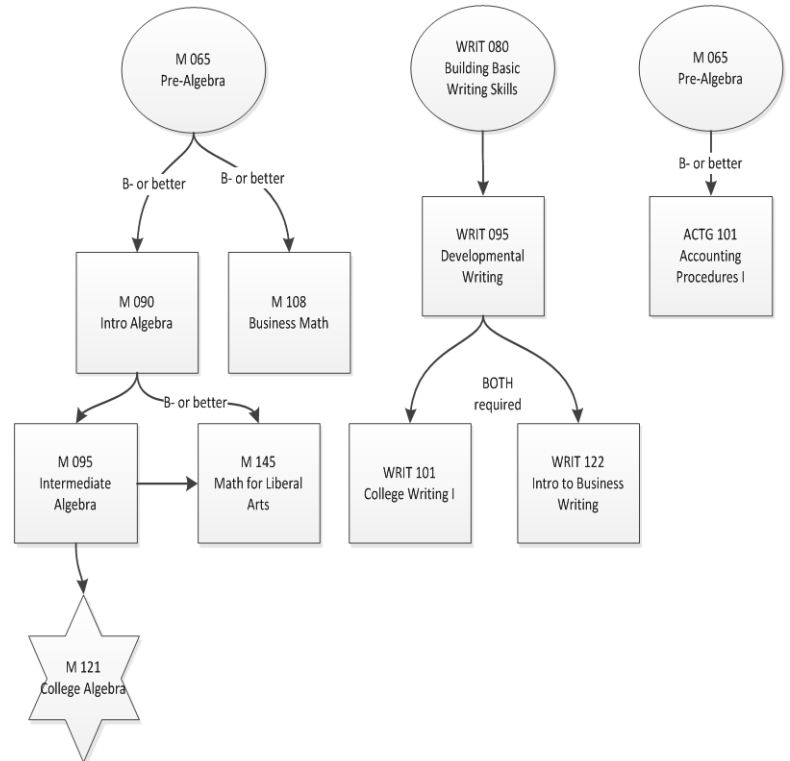 M 065
Pre-Algebra
WRIT 080
Building Basic
Writing Skills
M 065
Pre-Algebra
B- or better
B- or better
B- or better
WRIT 095
Developmental
Writing
ACTG 101
Accounting
Procedures I
M 090
Intro Algebra
M 108
Business Math
B- or better
BOTH
required
M 095
Intermediate
Algebra
M 145
Math for Liberal
Arts
WRIT 101
College Writing I
WRIT 122
Intro to Business
Writing
M 121
College Algebra